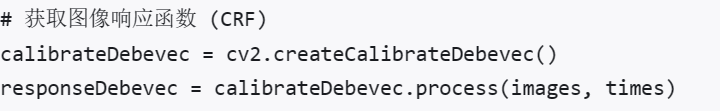 # 获取图像响应函数 (CRF)
calibrateDebevec = cv2.createCalibrateDebevec()
responseDebevec = calibrateDebevec.process(images, times)